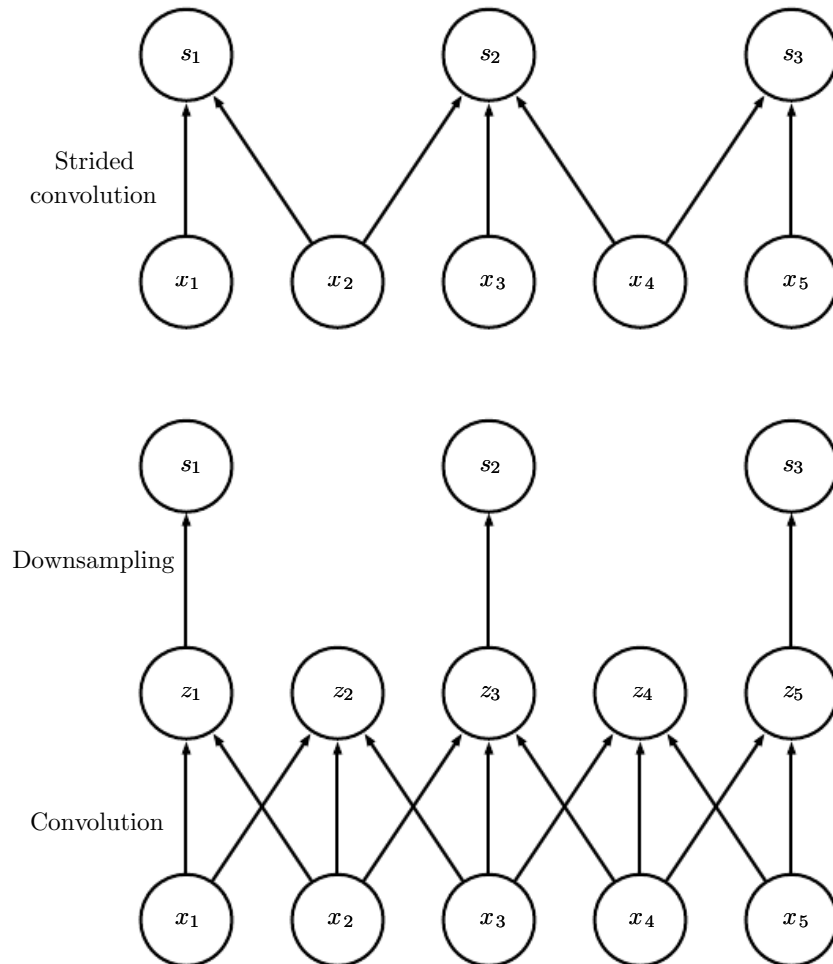 s₁ s₂ s₃
Strided
convolution
x₁ x₂ x₃ x₄ x₅
s₁ s₂ s₃
Downsampling
z₁ z₂ z₃ z₄ z₅
Convolution
x₁ x₂ x₃ x₄ x₅